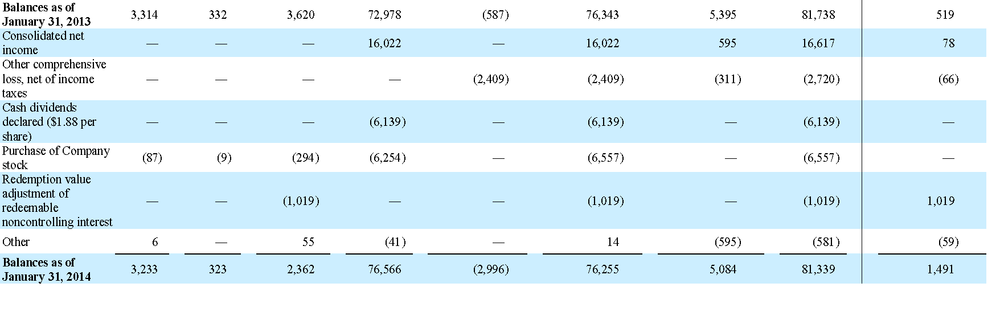 Balances as of
January 31, 2013 3,314 332 3,620 72,978 (587) 76,343 5,395 81,738 519
Consolidated net
income — — — 16,022 — 16,022 595 16,617 78
Other comprehensive
loss, net of income — — — — (2,409) (2,409) (311) (2,720) (66)
taxes
Cash dividends
declared ($1.88 per — — — (6,139) — (6,139) — (6,139) —
share)
Purchase of Company
stock (87) (9) (294) (6,254) — (6,557) — (6,557) —
Redemption value
adjustment of
redeemable — — (1,019) — — (1,019) — (1,019) 1,019
noncontrolling interest
Other 6 — 55 (41) — 14 (595) (581) (59)
Balances as of
January 31, 2014 3,233 323 2,362 76,566 (2,996) 76,255 5,084 81,339 1,491